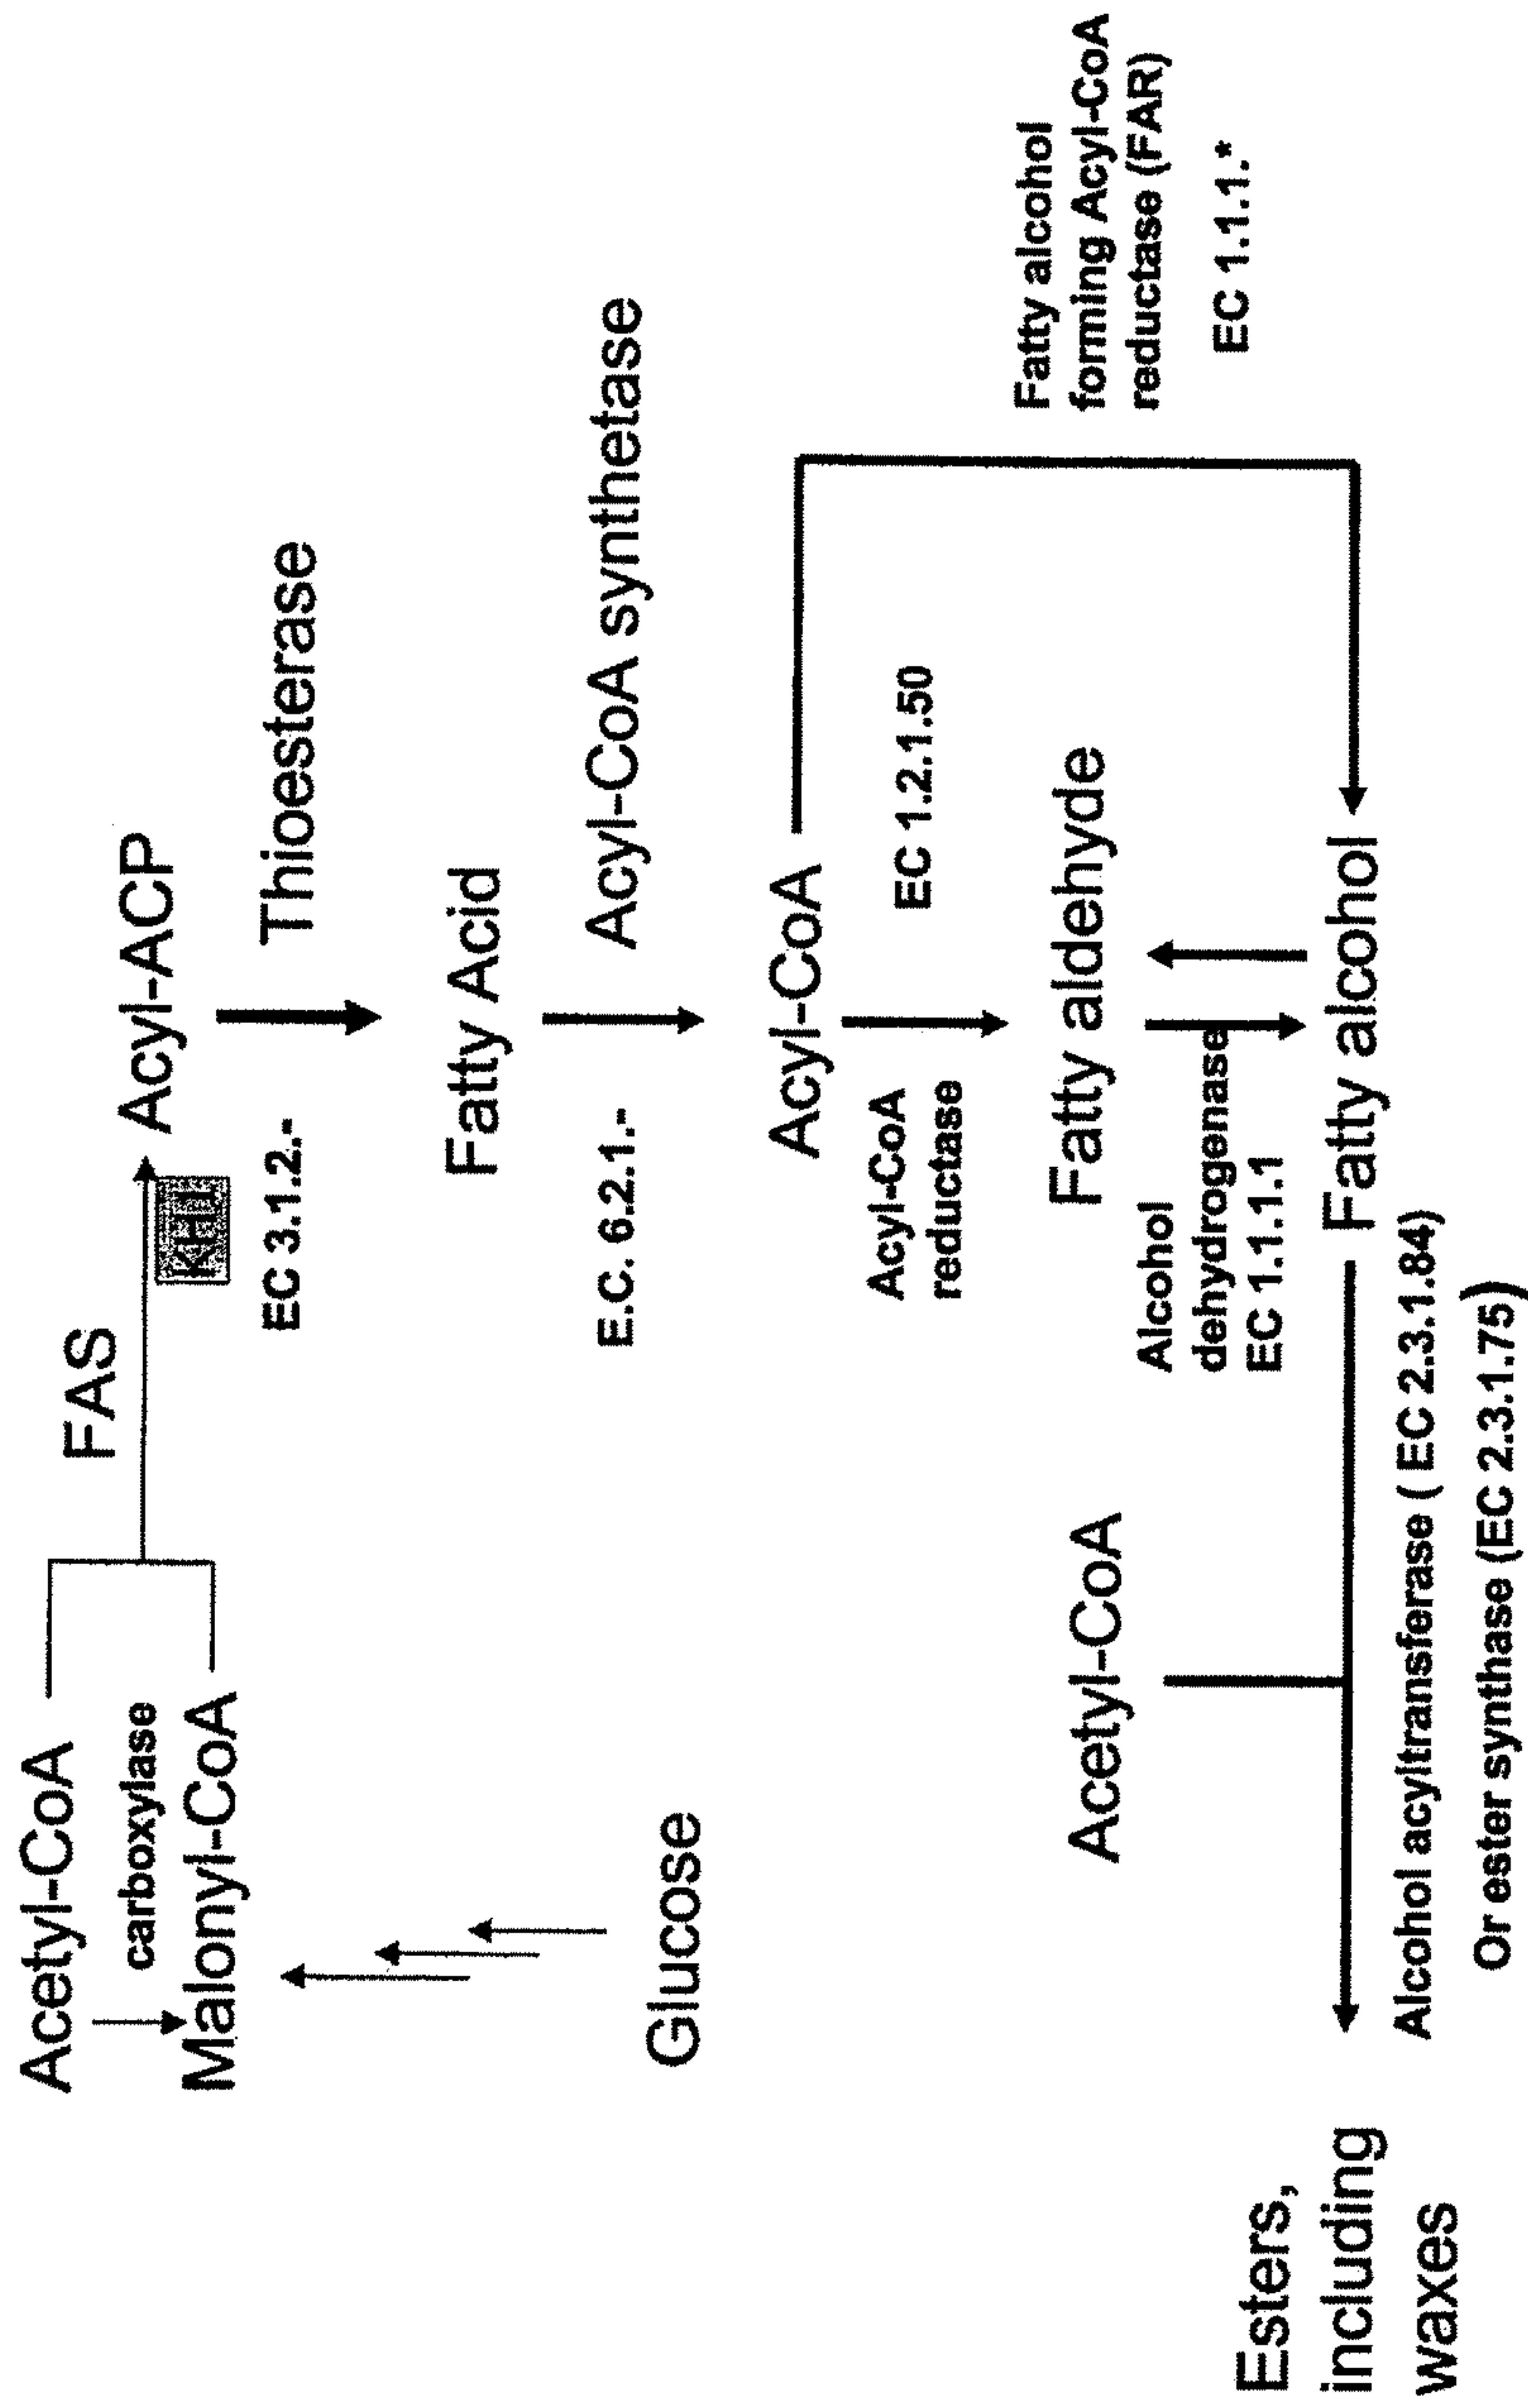 Acetyl-CoA
carboxylase
Malonyl-CoA
Glucose
FAS
KHII
Acyl-ACP
EC 3.1.2.-
Thioesterase
Fatty Acid
E.C. 6.2.1.-
Acyl-CoA synthetase
Acyl-CoA
Acyl-CoA
reductase
EC 1.2.1.50
Fatty aldehyde
Alcohol
dehydrogenase
EC 1.1.1.1
Fatty alcohol
Fatty alcohol
forming Acyl-CoA
reductase (FAR)
EC 1.1.1.*
Acetyl-CoA
Alcohol acyltransferase ( EC 2.3.1.84)
Or ester synthase (EC 2.3.1.75)
Esters,
including
waxes